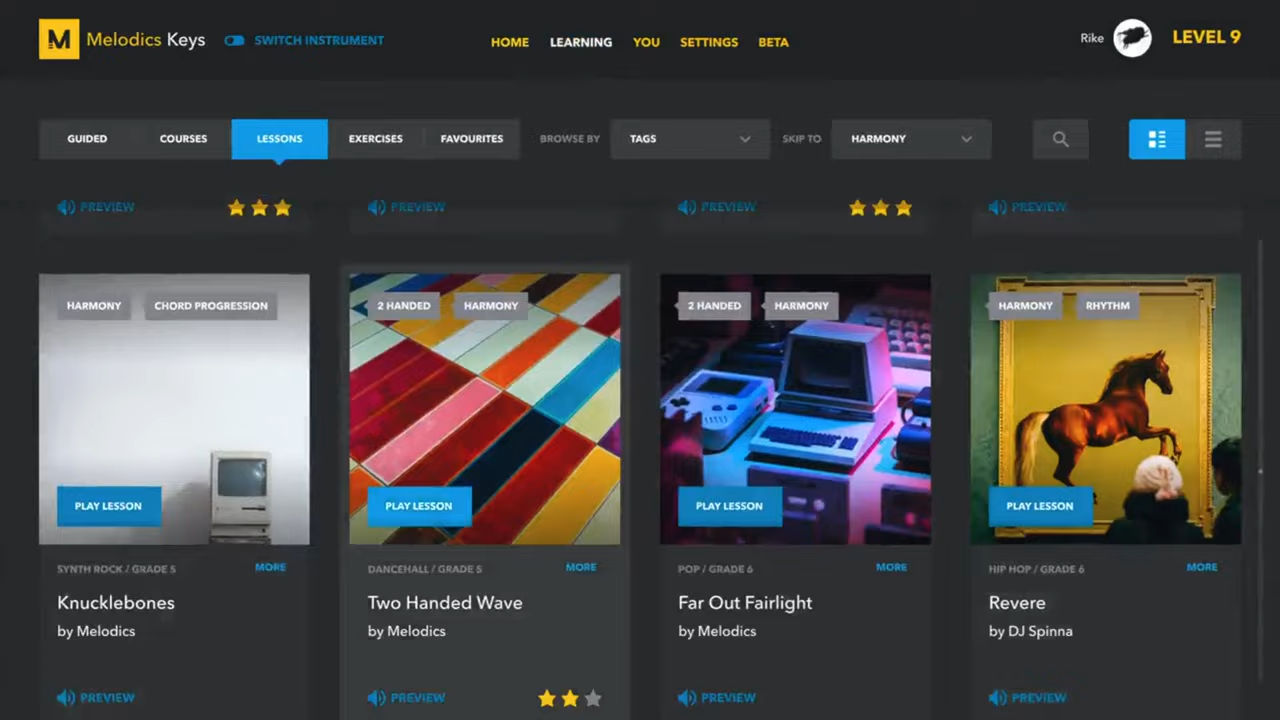 M Melodics Keys SWITCH INSTRUMENT HOME LEARNING YOU SETTINGS BETA Rike LEVEL 9
GUIDED COURSES LESSONS EXERCISES FAVOURITES BROWSE BY TAGS SKIP TO HARMONY
PREVIEW PREVIEW PREVIEW PREVIEW
HARMONY CHORD PROGRESSION 2 HANDED HARMONY 2 HANDED HARMONY HARMONY RHYTHM
PLAY LESSON PLAY LESSON PLAY LESSON PLAY LESSON
SYNTH ROCK / GRADE 5 MORE DANCEHALL / GRADE 5 MORE POP / GRADE 6 MORE HIP HOP / GRADE 6 MORE
Knucklebones Two Handed Wave Far Out Fairlight Revere
by Melodics by Melodics by Melodics by DJ Spinna
PREVIEW PREVIEW PREVIEW PREVIEW